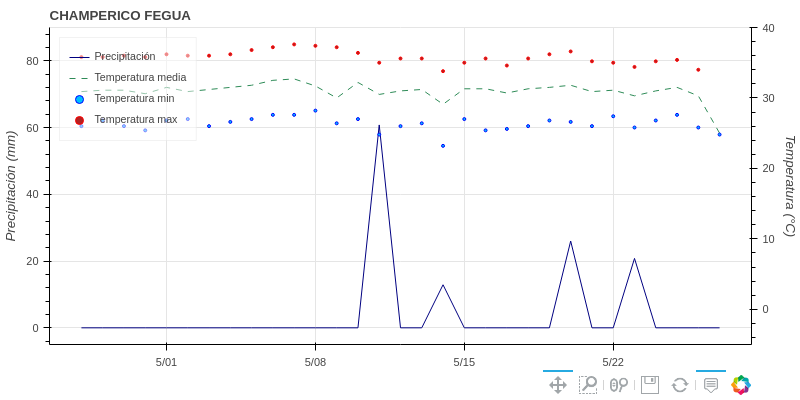 CHAMPERICO FEGUA
Precipitación
Temperatura media
Temperatura min
Temperatura max
Precipitación (mm)
80
60
40
20
0
Temperatura (°C)
40
30
20
10
0
5/01
5/08
5/15
5/22